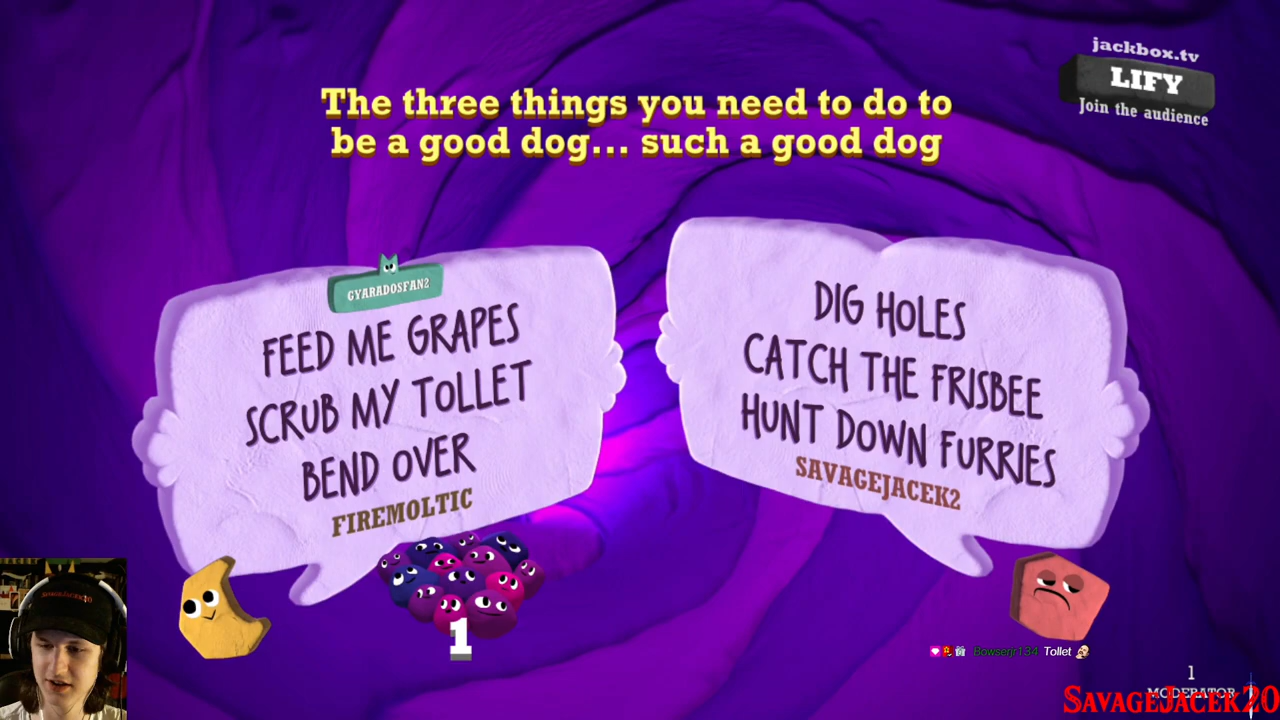 jackbox.tv
LIFY
Join the audience
The three things you need to do to
be a good dog... such a good dog
GYARADOSFAN2
FEED ME GRAPES
SCRUB MY TOLLET
BEND OVER
FIREMOLTIC
DIG HOLES
CATCH THE FRISBEE
HUNT DOWN FURRIES
SAVAGEJACEK2
1
SAVAGEJACEK20
Bowserjr134 Tollet
1
MODERATOR
SAVAGEJACEK20